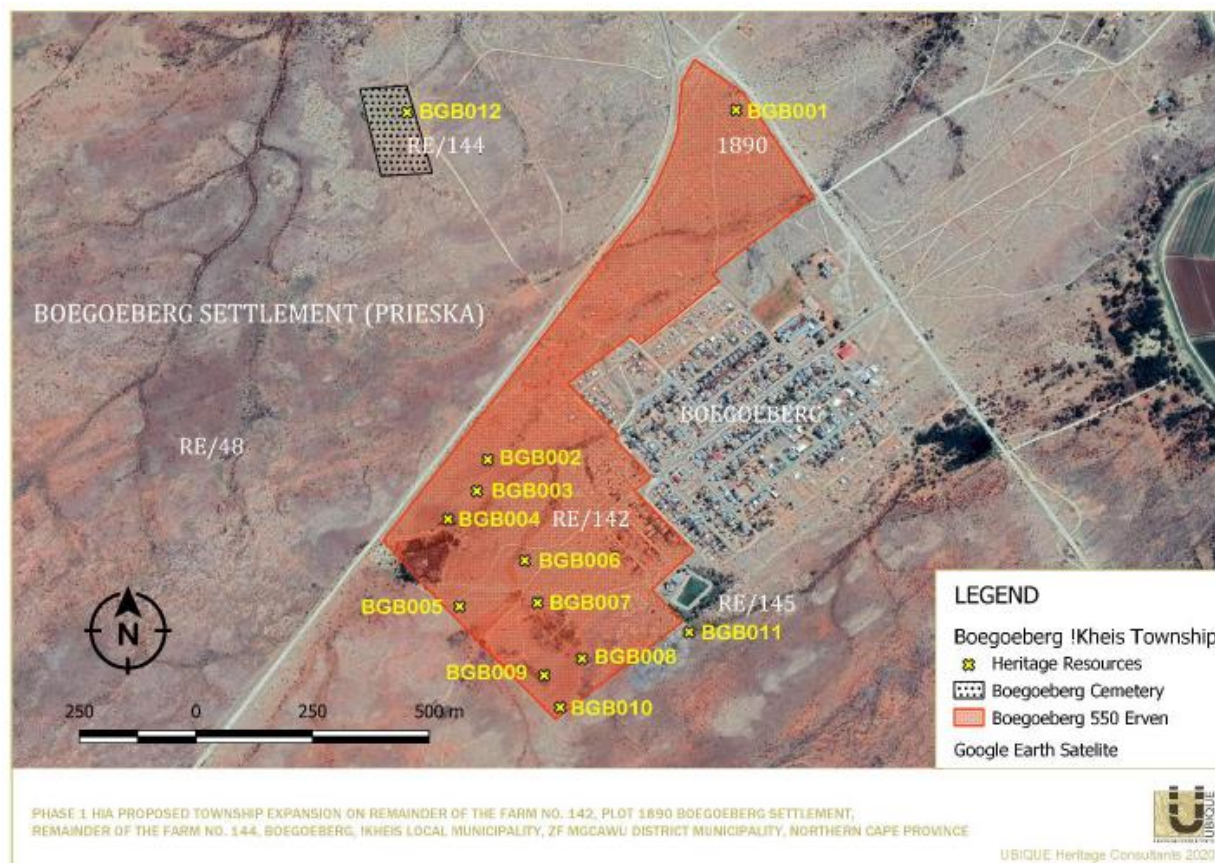 BGB012
RE/144
BGB001
1890
BOEGOEBERG SETTLEMENT (PRIESKA)
BOEGOEBERG
RE/48
BGB002
BGB003
BGB004
RE/142
BGB006
BGB005
BGB007
RE/145
BGB011
BGB008
BGB009
BGB010
N
250 0 250 500 m
LEGEND
Boegoeberg !Kheis Township
Heritage Resources
Boegoeberg Cemetery
Boegoeberg 550 Erven
Google Earth Satelite
PHASE 1 HIA PROPOSED TOWNSHIP EXPANSION ON REMAINDER OF THE FARM NO. 142, PLOT 1890 BOEGOEBERG SETTLEMENT,
REMAINDER OF THE FARM NO. 144, BOEGOEBERG, !KHEIS LOCAL MUNICIPALITY, ZF MGCAWU DISTRICT MUNICIPALITY, NORTHERN CAPE PROVINCE
UBIQUE
UBIQUE Heritage Consultants 2020